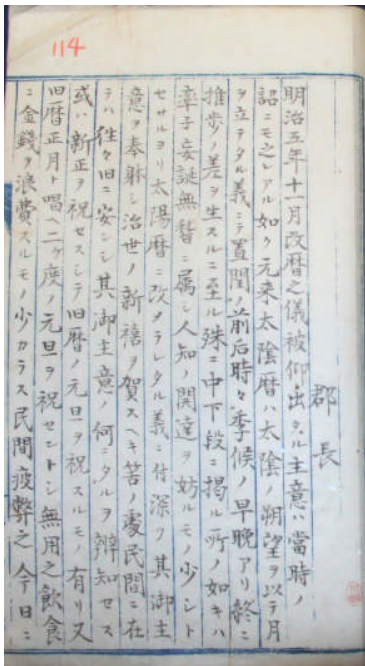 114
郡長
明治五年十一月改暦之儀被仰出タル主意ハ當時ノ
詔ニモ之レアル如ク元来太陰暦ハ太陰ノ朔望ヲ以テ月
ヲ立ヲタル義ニテ置閏ノ前后時々季候ノ早晩アリ終ニ
推歩ノ差ヲ生スルニ至ル殊ニ中下段ニ掲ル所ノ如キハ
率子妄誕無稽ニ属シ人知ノ開達ヲ妨ルモノ少シト
セサルヨリ太陽暦ニ改メラレタル義ニ付深ク其御主
意ヲ奉躰シ治世ノ新禧ヲ賀スヘキ筈ノ處民間ニ在
テハ往々旧ニ安シシ其御主意ノ何ニタルヲ辨知セス
或ハ新正ヲ祝セスシテ旧暦ノ元旦ヲ祝スルモノ有リ又
旧暦正月ト唱ヘ二ケ度ノ元旦ヲ祝セントシ無用之飲食
ニ金錢ヲ浪費スルモノ少カラス民間疲弊之今日ニ